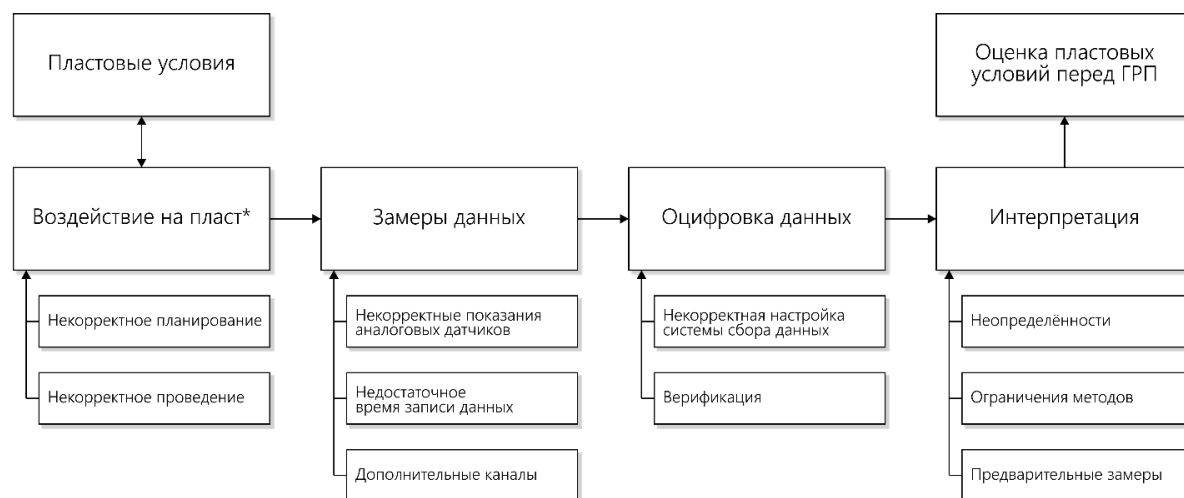 Пластовые условия
Оценка пластовых
условий перед ГРП
Воздействие на пласт*
Замеры данных
Оцифровка данных
Интерпретация
Некорректное планирование
Некорректное проведение
Некорректные показания
аналоговых датчиков
Недостаточное
время записи данных
Дополнительные каналы
Некорректная настройка
системы сбора данных
Верификация
Неопределённости
Ограничения методов
Предварительные замеры